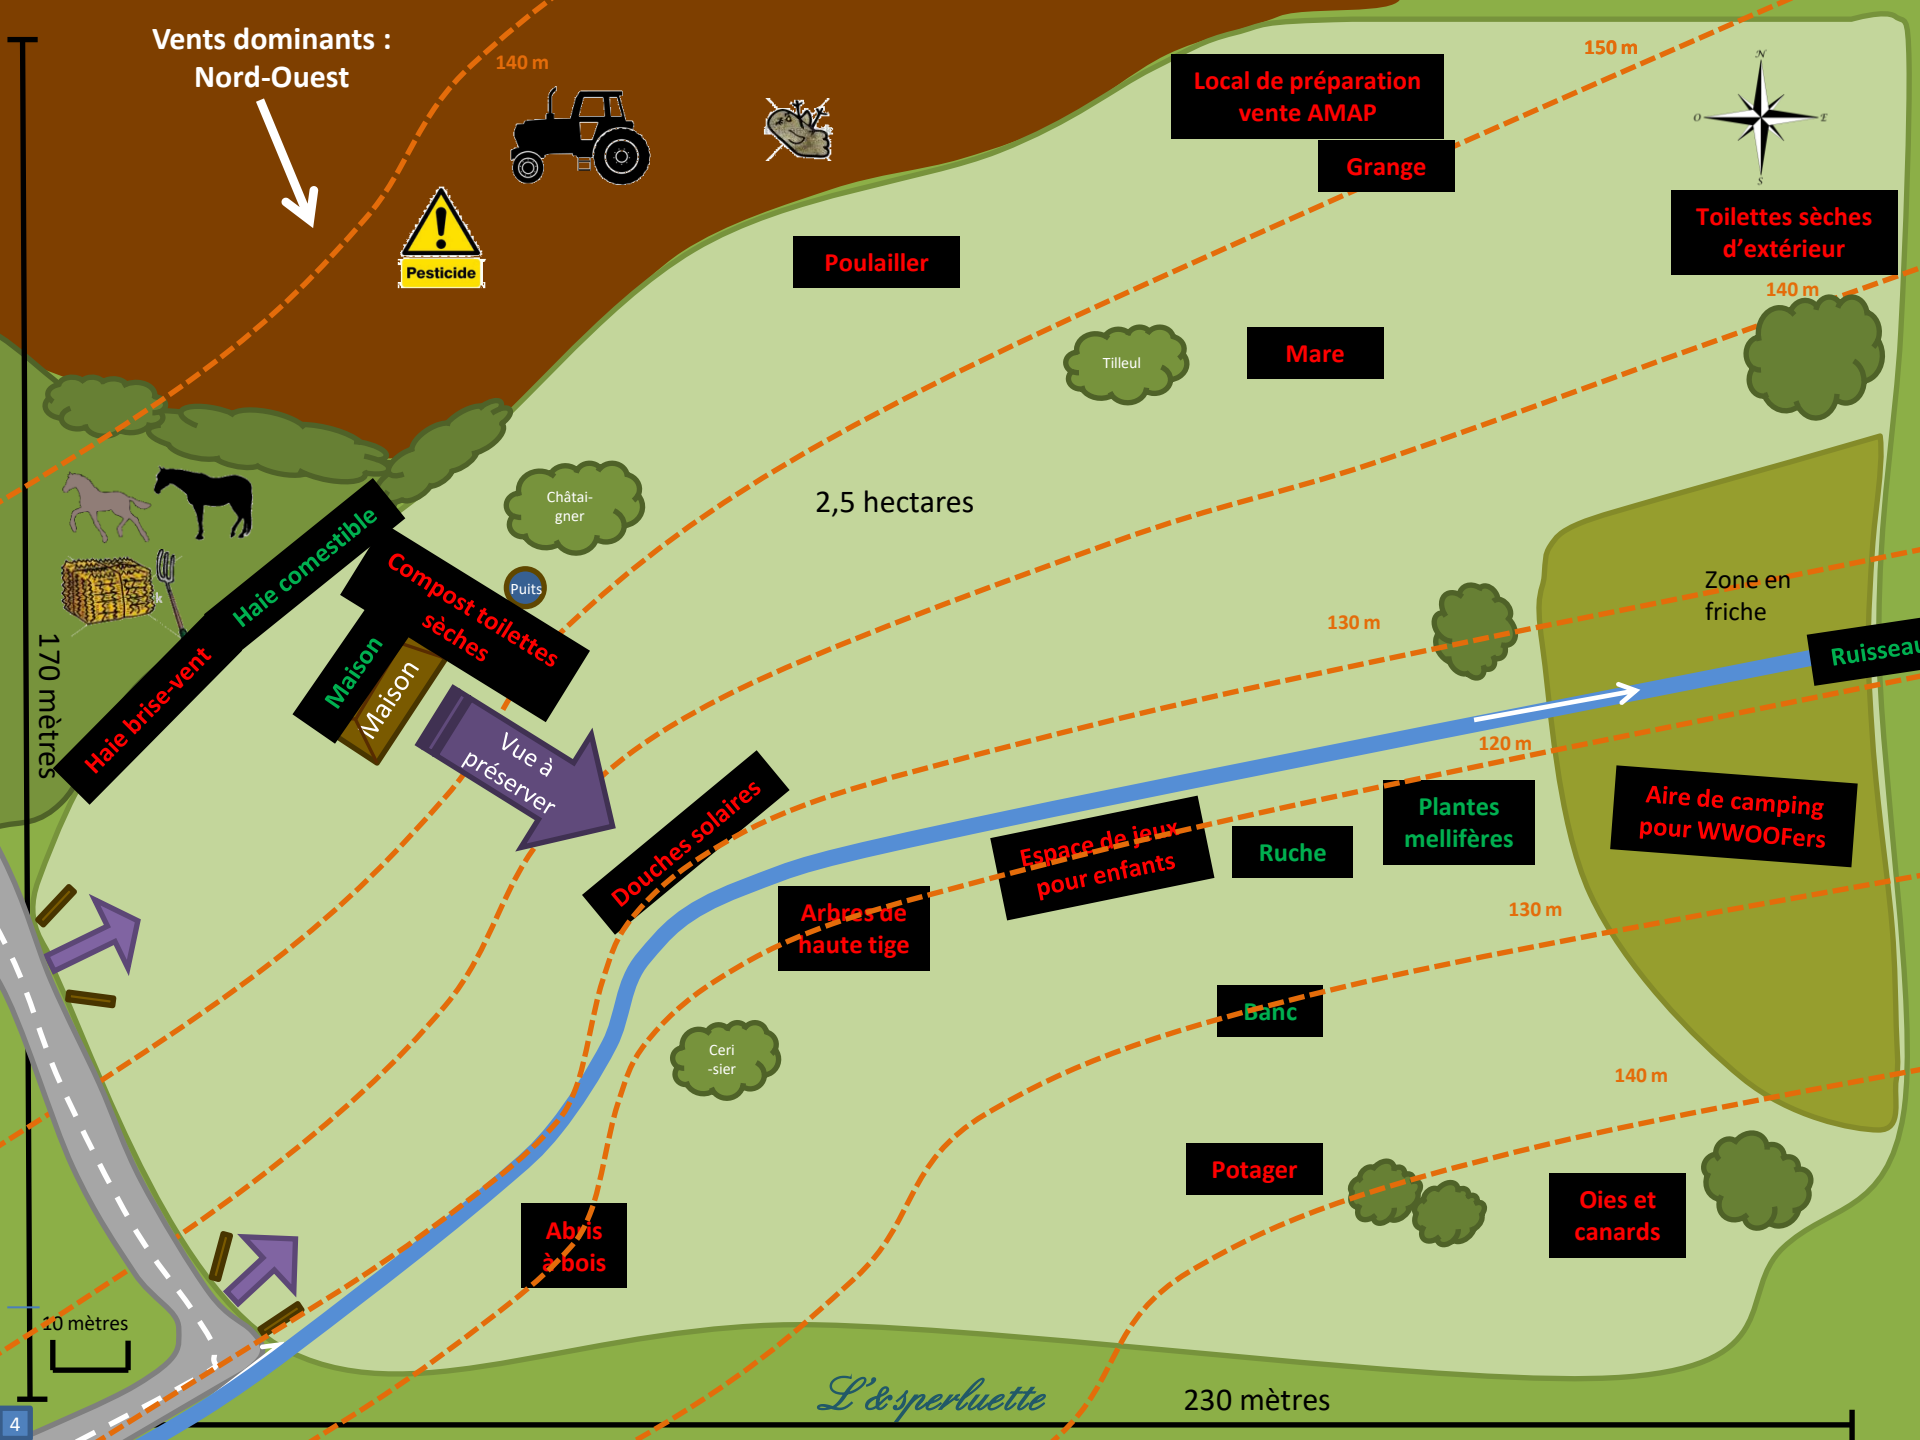 Vents dominants :
Nord-Ouest
140 m
150 m
Local de préparation
vente AMAP
Grange
N
O
E
S
Toilettes sèches
d'extérieur
140 m
Pesticide
Poulailler
Tilleul
Mare
2,5 hectares
Châtai-
gner
Puits
Haie comestible
Compost toilettes
sèches
Haie brise-vent
Maison
Maison
170 mètres
Vue à
préserver
Zone en
friche
130 m
Ruisseau
120 m
Douches solaires
Espace de jeux
pour enfants
Ruche
Plantes
mellifères
Aire de camping
pour WWOOFers
Arbres de
haute tige
130 m
Banc
Ceri
-sier
140 m
Potager
Oies et
canards
Abris
à bois
10 mètres
L'&sperluette
230 mètres
4